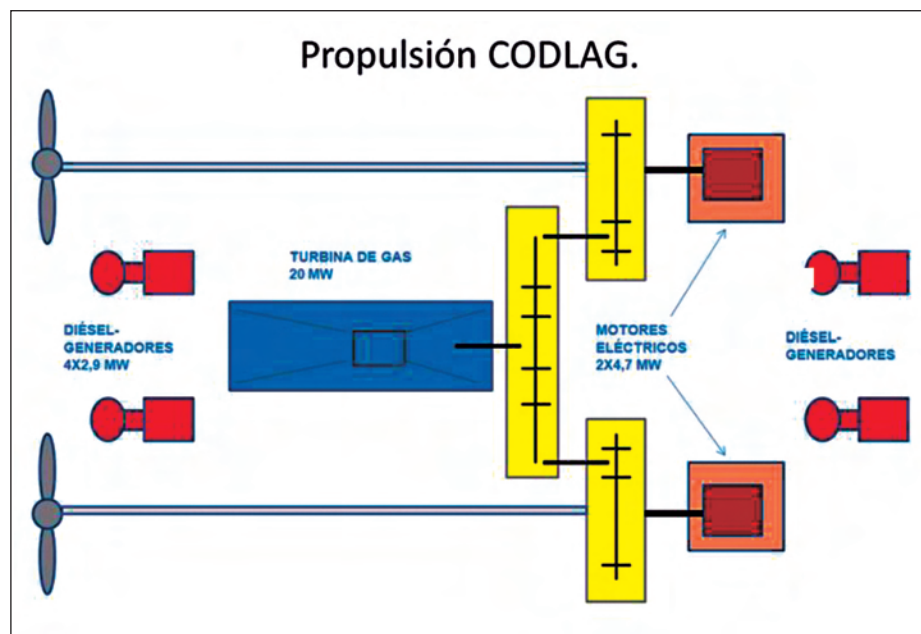 Propulsión CODLAG.
TURBINA DE GAS
20 MW
DIÉSEL-
GENERADORES
4X2,9 MW
MOTORES
ELÉCTRICOS
2X4,7 MW
DIÉSEL-
GENERADORES